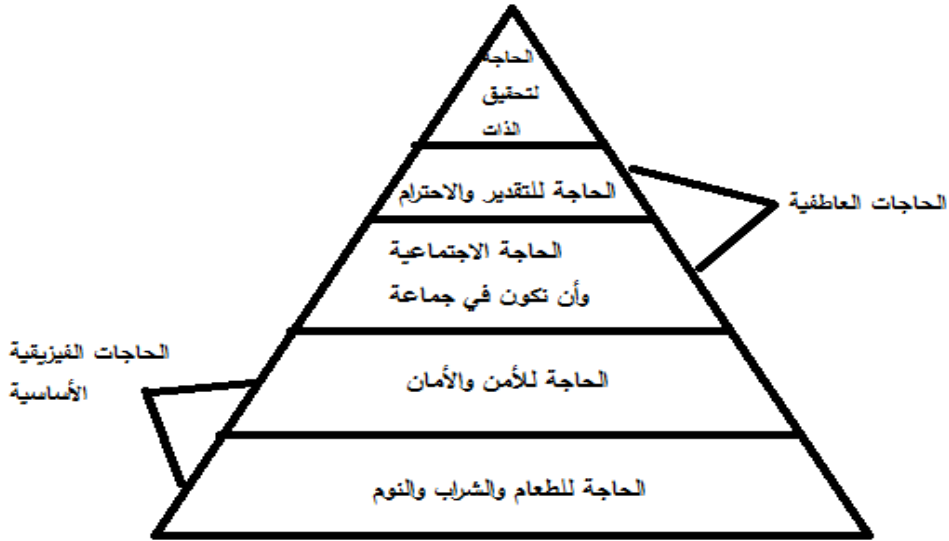 الحاجة
لتحقيق
الذات
الحاجة للتقدير والاحترام
الحاجات العاطفية
الحاجة الاجتماعية
وأن تكون في جماعة
الحاجات الفيزيقية
الأساسية
الحاجة للأمن والأمان
الحاجة للطعام والشراب والنوم